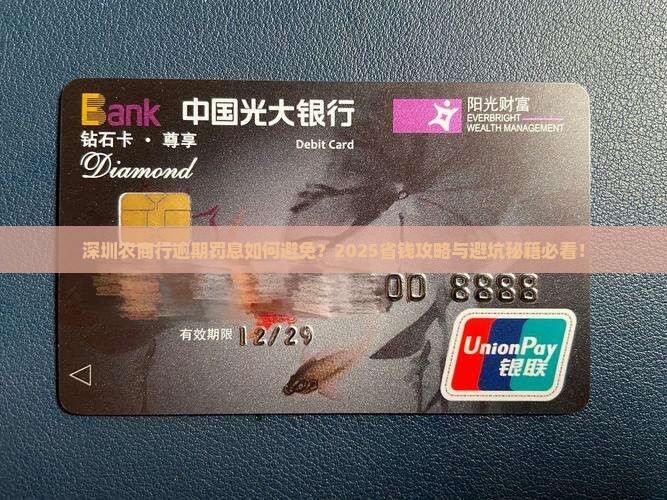 Bank 中国光大银行
阳光财富
EVERBRIGHT
WEALTH MANAGEMENT
钻石卡 · 尊享
Debit Card
Diamond
深圳农商行逾期罚息如何避免？2025省钱攻略与避坑秘籍必看！
00 8888
有效期限 12/29
UnionPay
银联